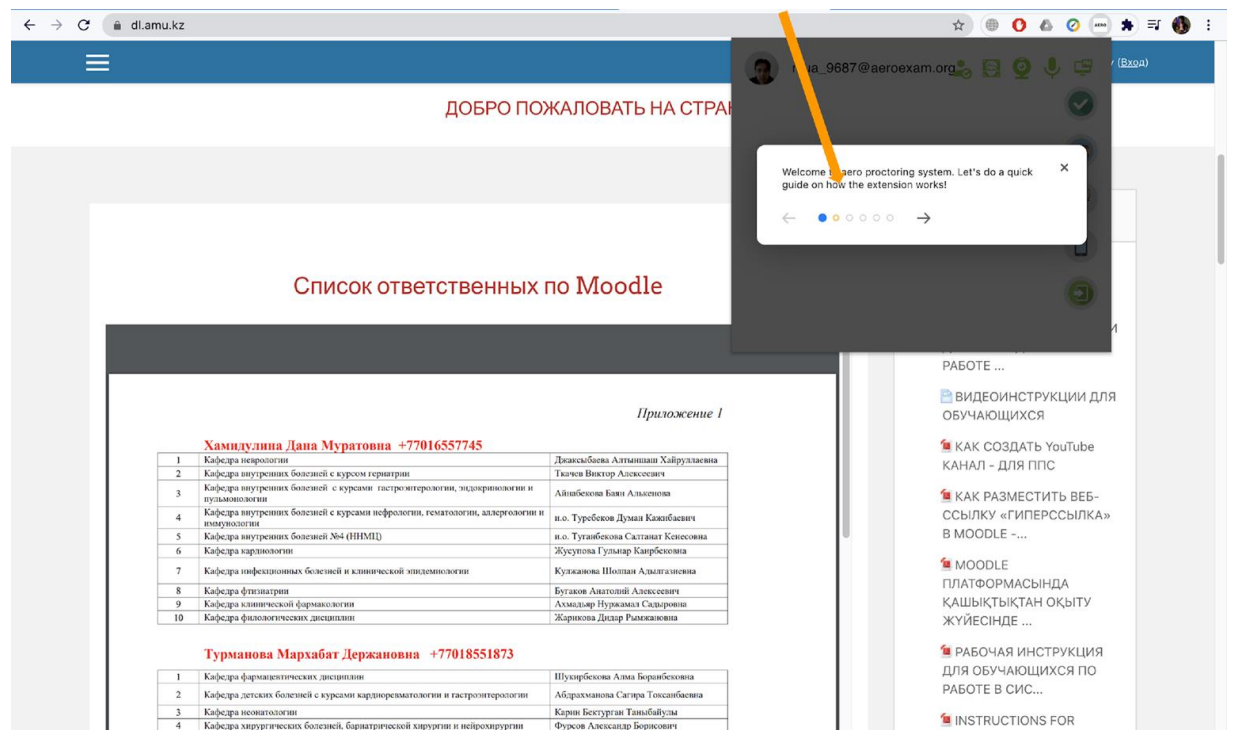 dl.amu.kz
(Вход)
ДОБРО ПОЖАЛОВАТЬ НА
_9687@aeroexam.org
Welcome aero proctoring system. Let's do a quick
guide on how the extension works!
Список ответственных по Moodle
РАБОТЕ ...
ВИДЕОИНСТРУКЦИИ ДЛЯ
ОБУЧАЮЩИХСЯ
КАК СОЗДАТЬ YouTube
КАНАЛ - ДЛЯ ППС
КАК РАЗМЕСТИТЬ ВЕБ-
ССЫЛКУ «ГИПЕРССЫЛКА»
В MOODLE -...
MOODLE
ПЛАТФОРМАСЫНДА
ҚАШЫҚТЫҚТАН ОҚЫТУ
ЖҮЙЕСІНДЕ ...
РАБОЧАЯ ИНСТРУКЦИЯ
ДЛЯ ОБУЧАЮЩИХСЯ ПО
РАБОТЕ В СИС...
INSTRUCTIONS FOR
Приложение 1
Хамидулина Дана Муратовна +77016557745
1 Кафедра неврологии Джаксыбаева Алтыншаш Хайруллаевна
2 Кафедра внутренних болезней с курсом гериатрии Ткачев Виктор Алексеевич
3 Кафедра внутренних болезней с курсами гастроэнтерологии, эндокринологии и
пульмонологии Айнабекова Баян Алькеновна
4 Кафедра внутренних болезней с курсами нефрологии, гематологии, аллергологии и
иммунологии и.о. Туребеков Думан Кажибаевич
5 Кафедра внутренних болезней №4 (ННМЦ) и.о. Туганбекова Салтанат Кенесовна
6 Кафедра кардиологии Жусупова Гульнар Каирбековна
7 Кафедра инфекционных болезней и клинической эпидемиологии Кулжанова Шолпан Адылгазиевна
8 Кафедра фтизиатрии Бугаков Анатолий Алексеевич
9 Кафедра клинической фармакологии Ахмадьяр Нуржамал Садыровна
10 Кафедра филологических дисциплин Жарикова Дидар Рымжановна
Турманова Мархабат Держановна +77018551873
1 Кафедра фармацевтических дисциплин Шукирбекова Алма Боранбековна
2 Кафедра детских болезней с курсами кардиоревматологии и гастроэнтерологии Абдрахманова Сагира Токсанбаевна
3 Кафедра неонатологии Карин Бектурган Таныбайулы
4 Кафедра хирургических болезней, бариатрической хирургии и нейрохирургии Фурсов Александр Борисович